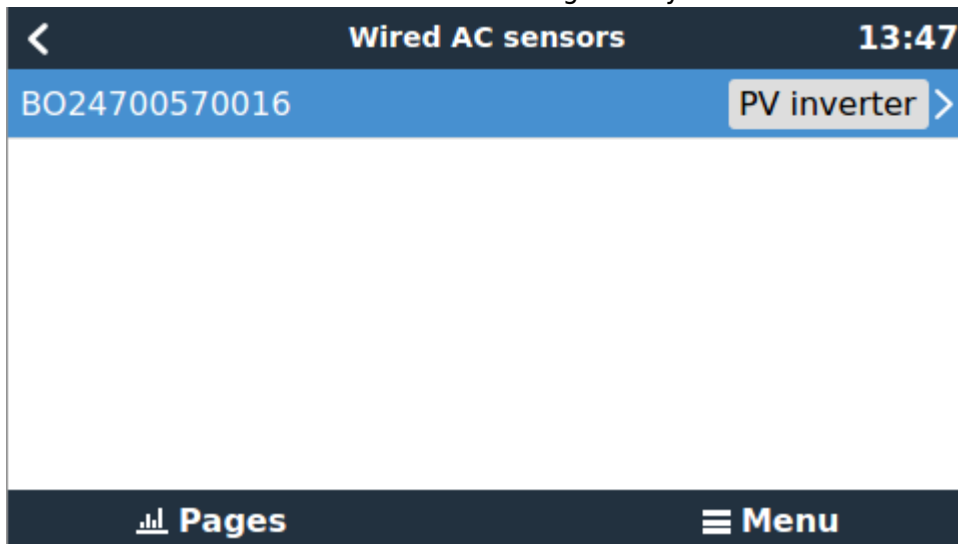 Wired AC sensors 13:47
BO24700570016 PV inverter
Pages Menu